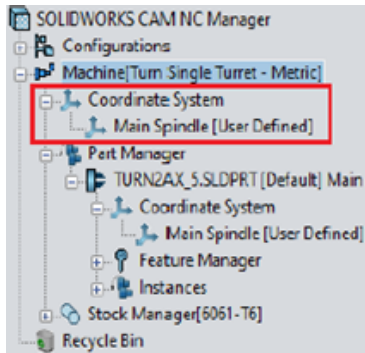 SOLIDWORKS CAM NC Manager
Configurations
Machine[Turn Single Turret - Metric]
Coordinate System
Main Spindle [User Defined]
Part Manager
TURN2AX_5.SLDPRT [Default] Main
Coordinate System
Main Spindle [User Defined]
Feature Manager
Instances
Stock Manager[6061-T6]
Recycle Bin